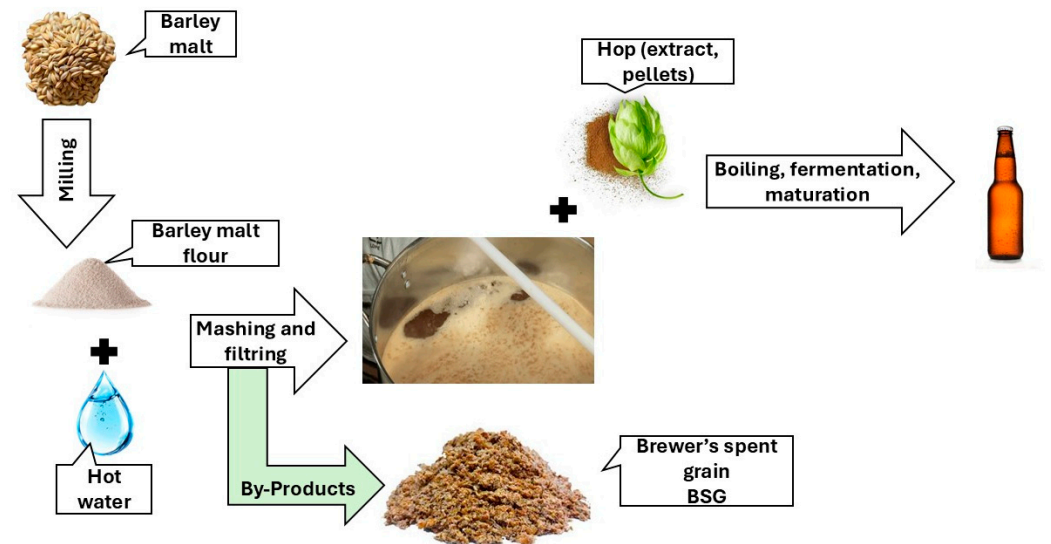 Barley
malt
Milling
Barley malt
flour
Hot
water
Mashing and
filtring
By-Products
Brewer's spent
grain
BSG
Hop (extract,
pellets)
Boiling, fermentation,
maturation